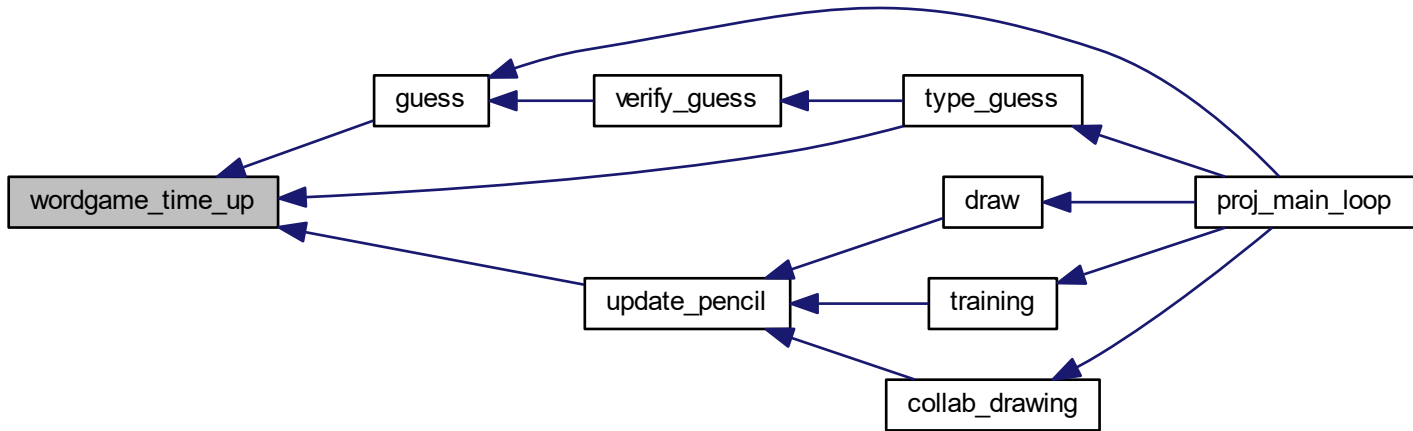 guess
verify_guess
type_guess
wordgame_time_up
draw
proj_main_loop
update_pencil
training
collab_drawing